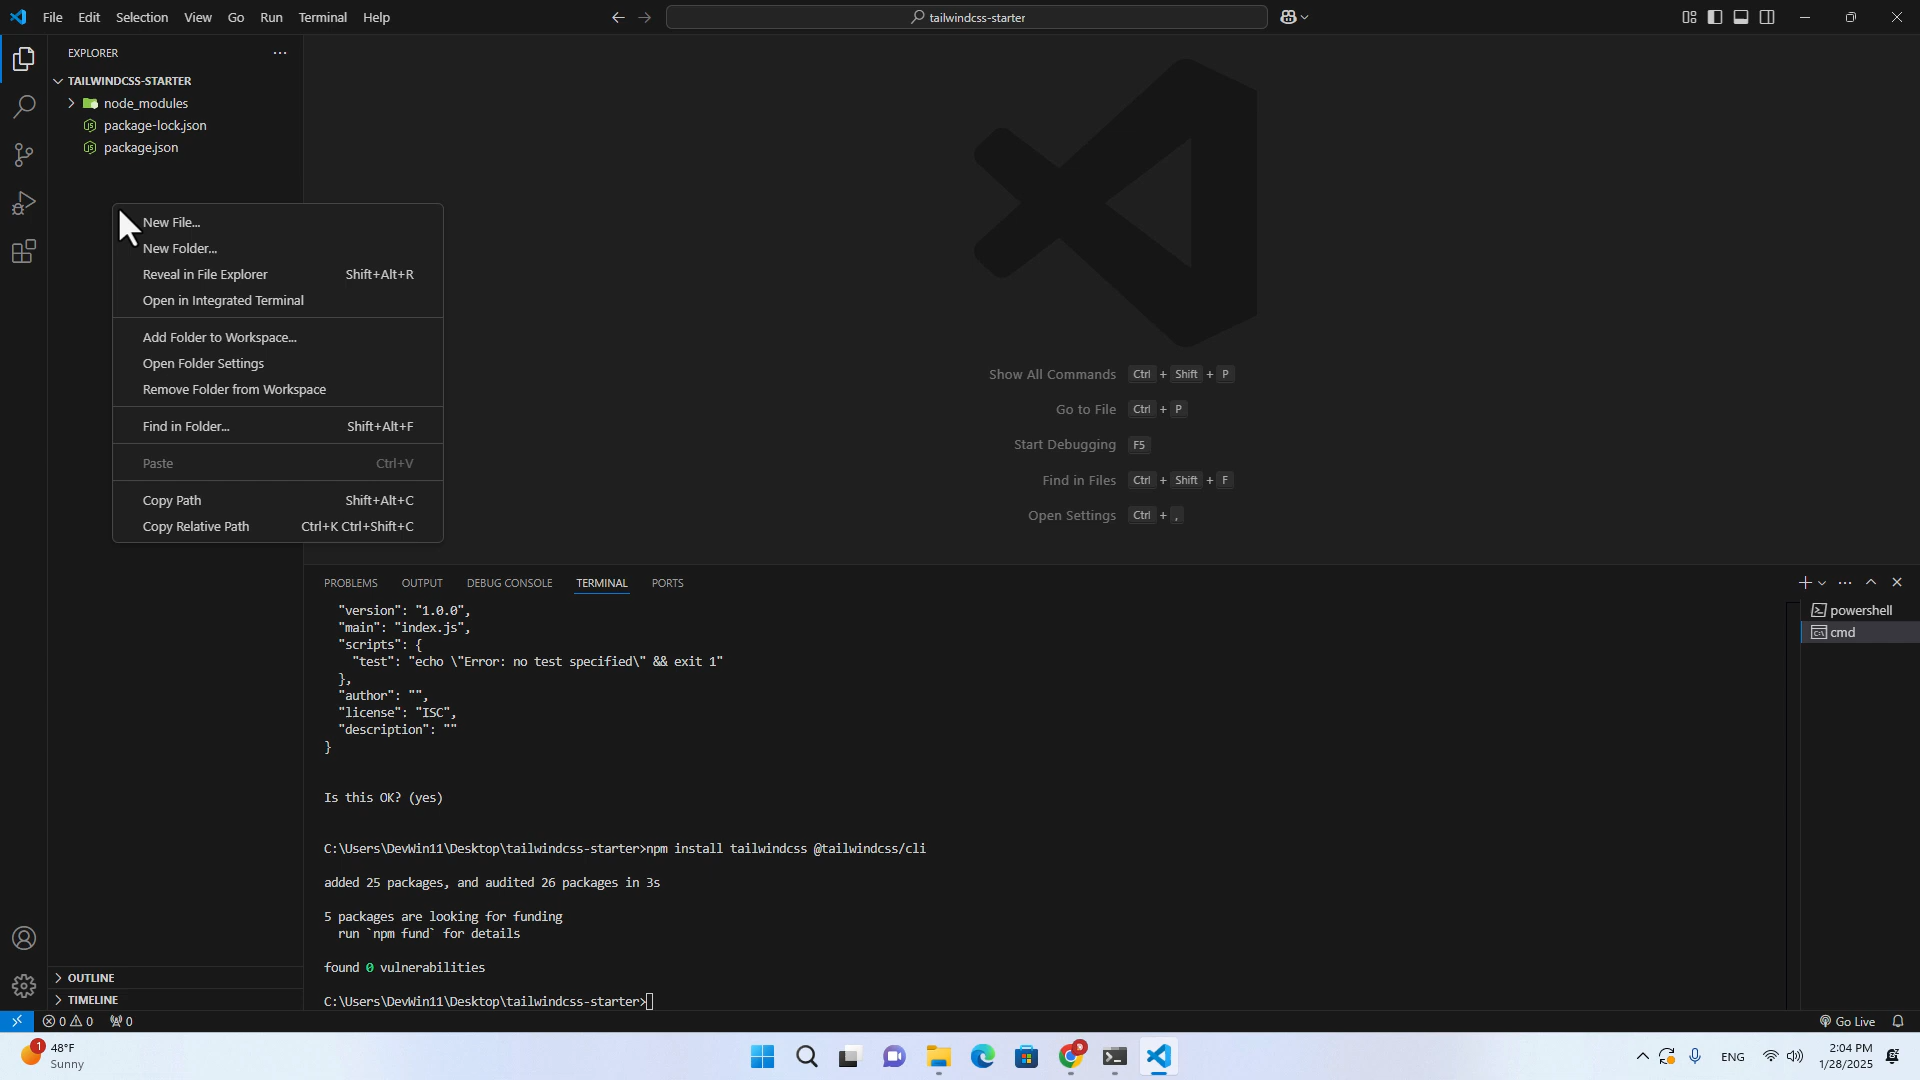 File Edit Selection View Go Run Terminal Help
tailwindcss-starter
EXPLORER
TAILWINDCSS-STARTER
node_modules
package-lock.json
package.json
New File...
New Folder...
Reveal in File Explorer Shift+Alt+R
Open in Integrated Terminal
Add Folder to Workspace...
Open Folder Settings
Remove Folder from Workspace
Find in Folder... Shift+Alt+F
Paste Ctrl+V
Copy Path Shift+Alt+C
Copy Relative Path Ctrl+K Ctrl+Shift+C
OUTLINE
TIMELINE
Show All Commands Ctrl + Shift + P
Go to File Ctrl + P
Start Debugging F5
Find in Files Ctrl + Shift + F
Open Settings Ctrl + ,
PROBLEMS OUTPUT DEBUG CONSOLE TERMINAL PORTS
"version": "1.0.0",
"main": "index.js",
"scripts": {
"test": "echo \"Error: no test specified\" && exit 1"
},
"author": "",
"license": "ISC",
"description": ""
}
Is this OK? (yes)
C:\Users\DevWin11\Desktop\tailwindcss-starter>npm install tailwindcss @tailwindcss/cli
added 25 packages, and audited 26 packages in 3s
5 packages are looking for funding
run `npm fund` for details
found 0 vulnerabilities
C:\Users\DevWin11\Desktop\tailwindcss-starter>
powershell
cmd
0 0 0
Go Live
1
48°F
Sunny
ENG
2:04 PM
1/28/2025